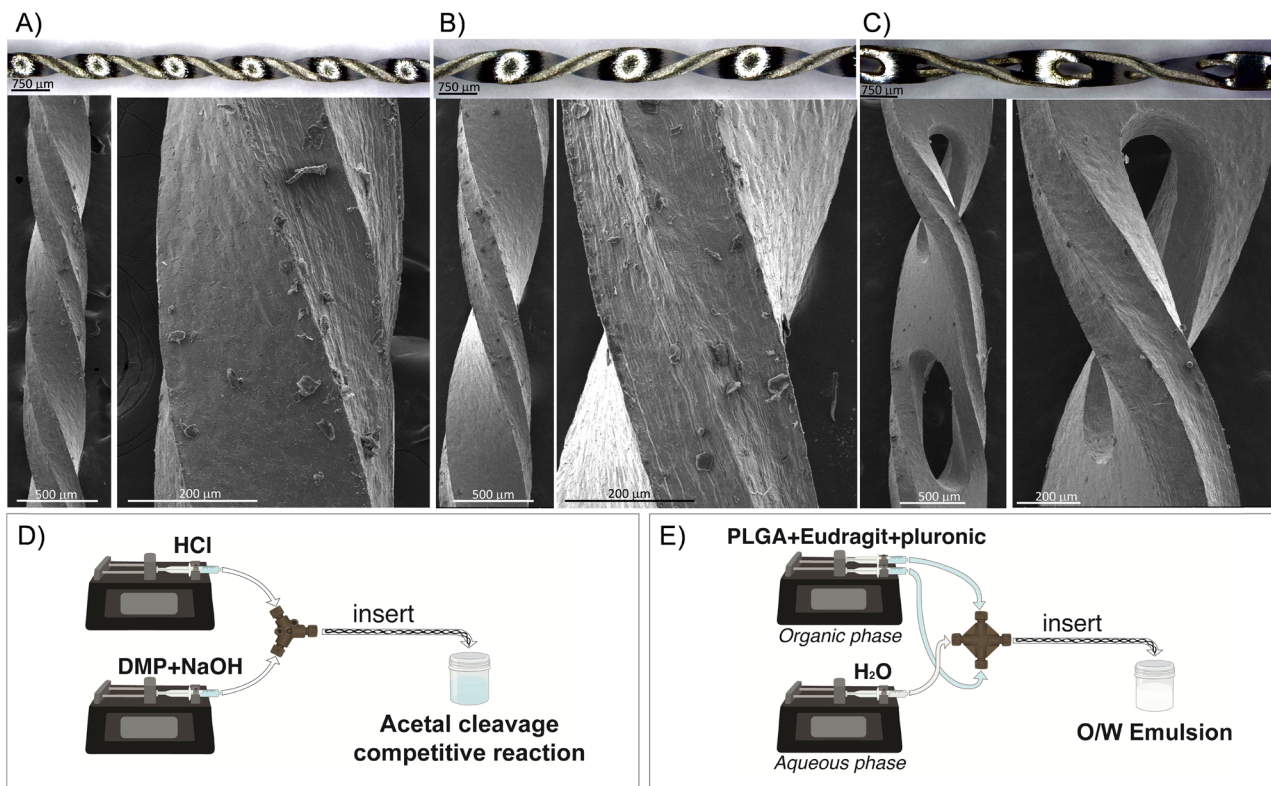 A)
B)
C)
750 µm
750 µm
750 µm
500 µm
200 µm
500 µm
200 µm
500 µm
200 µm
D)
HCl
insert
DMP+NaOH
Acetal cleavage
competitive reaction
E)
PLGA+Eudragit+pluronic
Organic phase
insert
H₂O
Aqueous phase
O/W Emulsion